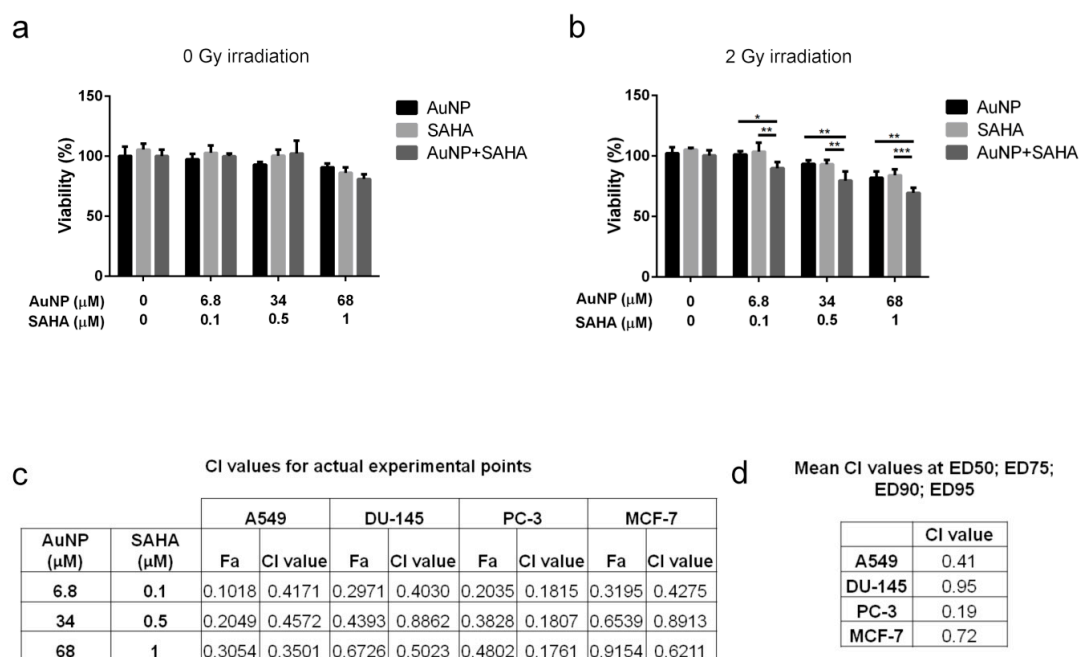 a
0 Gy irradiation
150
100
50
0
Viability (%)
AuNP
SAHA
AuNP+SAHA
AuNP (µM) 0 6.8 34 68
SAHA (µM) 0 0.1 0.5 1
b
2 Gy irradiation
150
100
50
0
Viability (%)
* ** ** ** ** ***
AuNP
SAHA
AuNP+SAHA
AuNP (µM) 0 6.8 34 68
SAHA (µM) 0 0.1 0.5 1
c
CI values for actual experimental points
A549 DU-145 PC-3 MCF-7
AuNP (µM) SAHA (µM) Fa CI value Fa CI value Fa CI value Fa CI value
6.8 0.1 0.1018 0.4171 0.2971 0.4030 0.2035 0.1815 0.3195 0.4275
34 0.5 0.2049 0.4572 0.4393 0.8862 0.3828 0.1807 0.6539 0.8913
68 1 0.3054 0.3501 0.6726 0.5023 0.4802 0.1761 0.9154 0.6211
d
Mean CI values at ED50; ED75;
ED90; ED95
CI value
A549 0.41
DU-145 0.95
PC-3 0.19
MCF-7 0.72